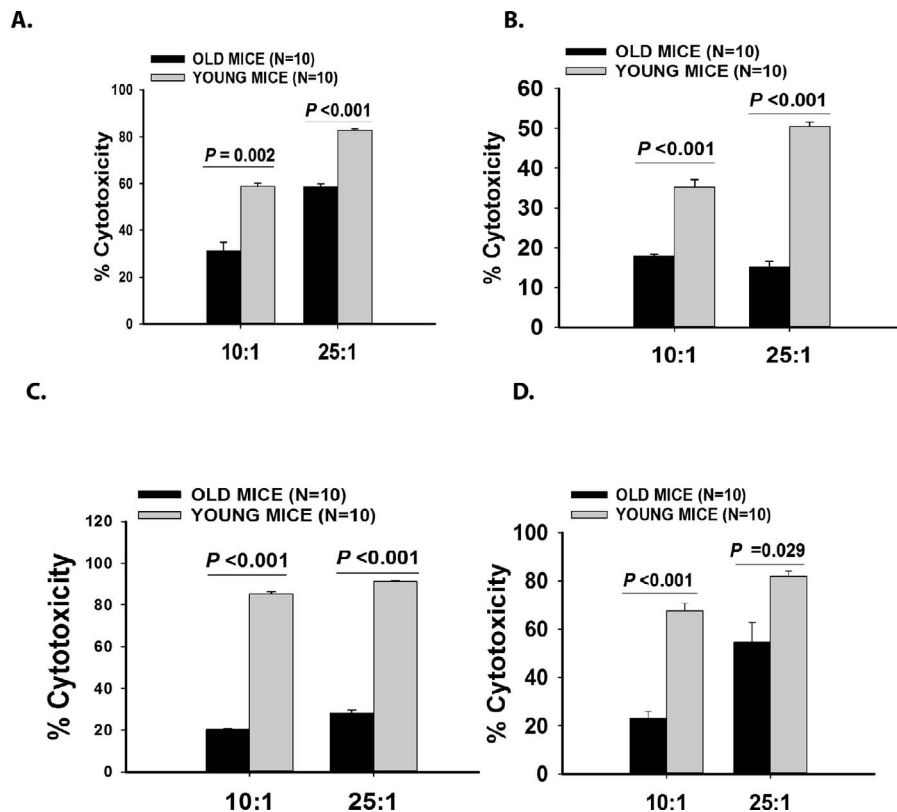 A.
OLD MICE (N=10)
YOUNG MICE (N=10)
% Cytotoxicity
100
80
60
40
20
0
P = 0.002
P <0.001
10:1
25:1
B.
OLD MICE (N=10)
YOUNG MICE (N=10)
% Cytotoxicity
60
50
40
30
20
10
0
P <0.001
P <0.001
10:1
25:1
C.
OLD MICE (N=10)
YOUNG MICE (N=10)
% Cytotoxicity
120
100
80
60
40
20
0
P <0.001
P <0.001
10:1
25:1
D.
OLD MICE (N=10)
YOUNG MICE (N=10)
% Cytotoxicity
100
80
60
40
20
0
P <0.001
P =0.029
10:1
25:1